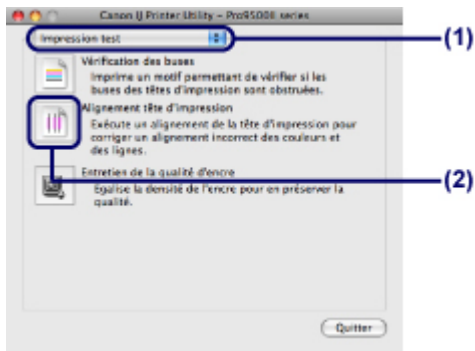 Canon IJ Printer Utility - Pro9500II series
Impression test
(1)
Vérification des buses
Imprime un motif permettant de vérifier si les
buses des têtes d'impression sont obstruées.
Alignement tête d'impression
Exécute un alignement de la tête d'impression pour
corriger un alignement incorrect des couleurs et
des lignes.
(2)
Entretien de la qualité d'encre
Egalise la densité de l'encre pour en préserver la
qualité.
Quitter